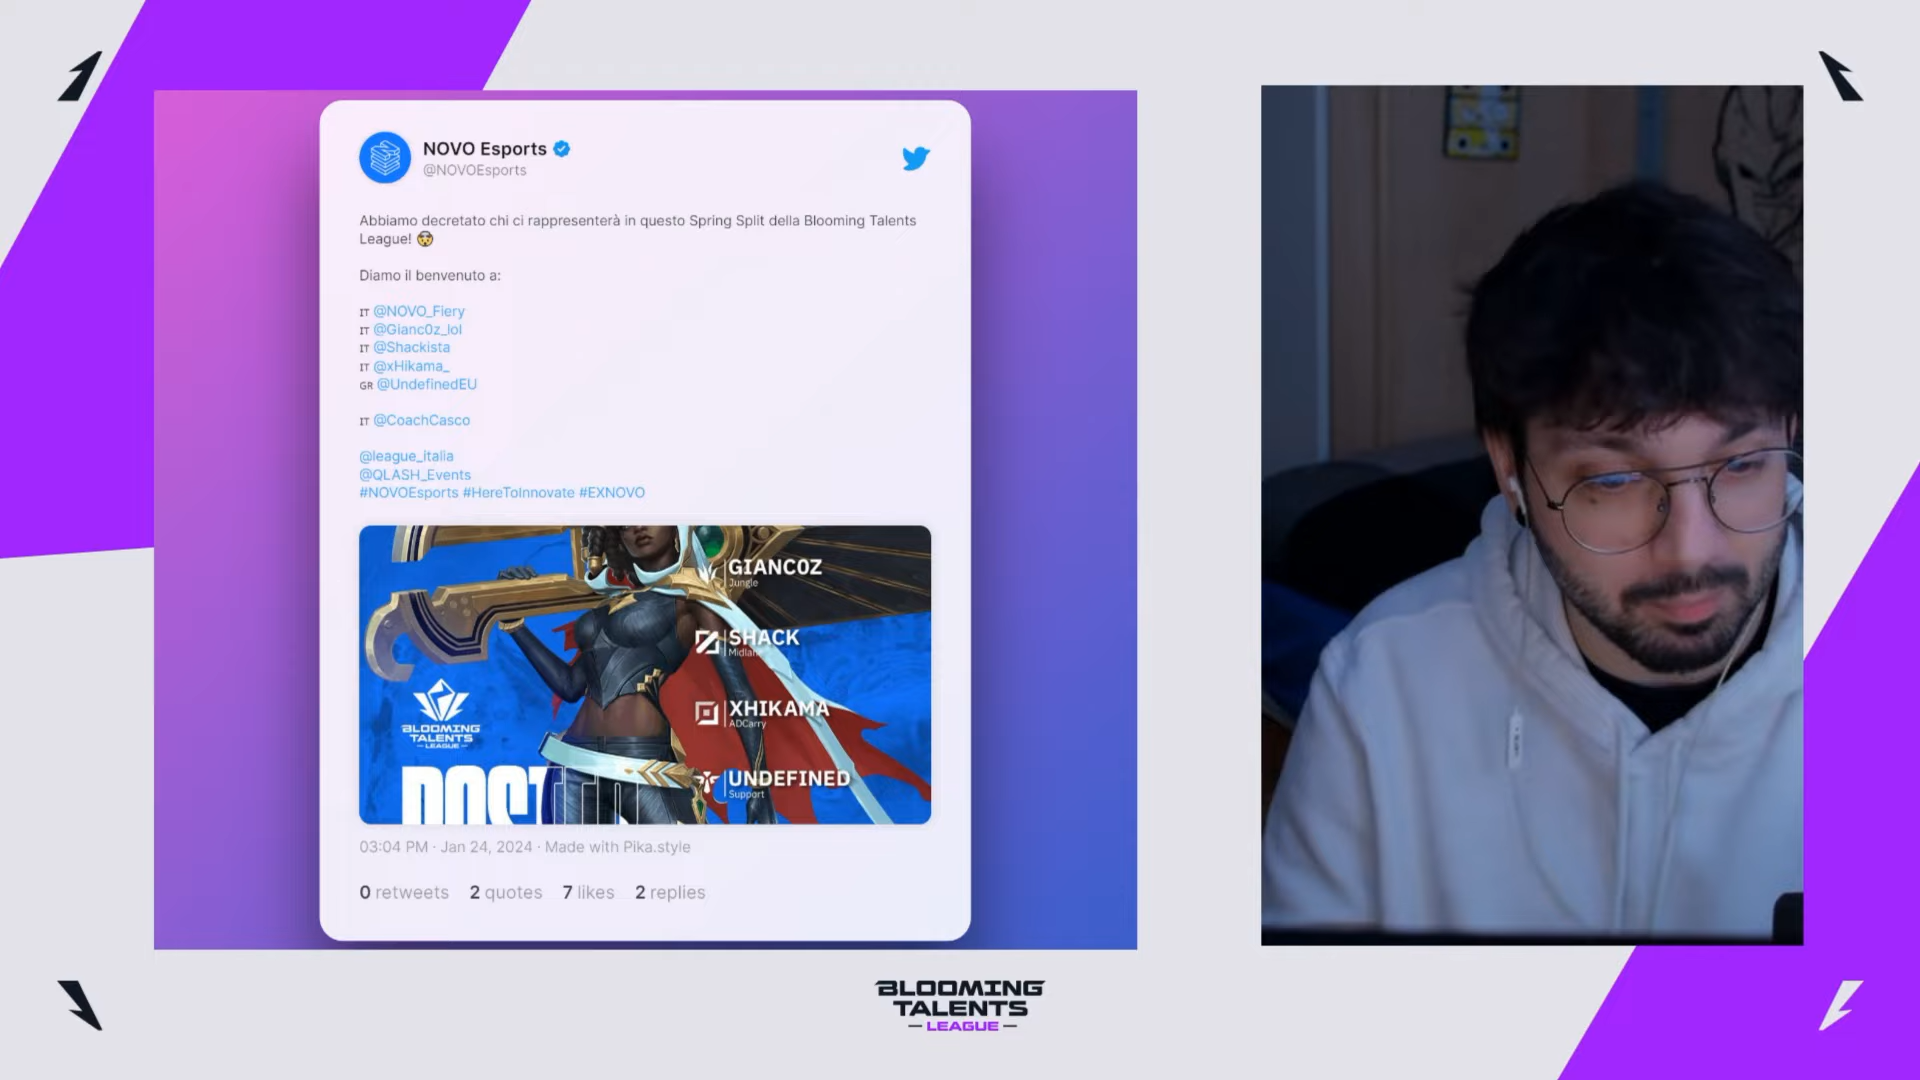 NOVO Esports
@NOVOEsports
Abbiamo decretato chi ci rappresenterà in questo Spring Split della Blooming Talents
League! 🤯
Diamo il benvenuto a:
IT @NOVO_Fiery
IT @Gianc0z_lol
IT @Shackista
IT @xHikama_
GR @UndefinedEU
IT @CoachCasco
@league_italia
@QLASH_Events
#NOVOEsports #HereToInnovate #EXNOVO
GIANC0Z
Jungle
SHACK
Midlane
XHIKAMA
ADCarry
UNDEFINED
Support
BLOOMING
TALENTS
LEAGUE
ROSTER
03:04 PM · Jan 24, 2024 · Made with Pika.style
0 retweets 2 quotes 7 likes 2 replies
BLOOMING
TALENTS
LEAGUE